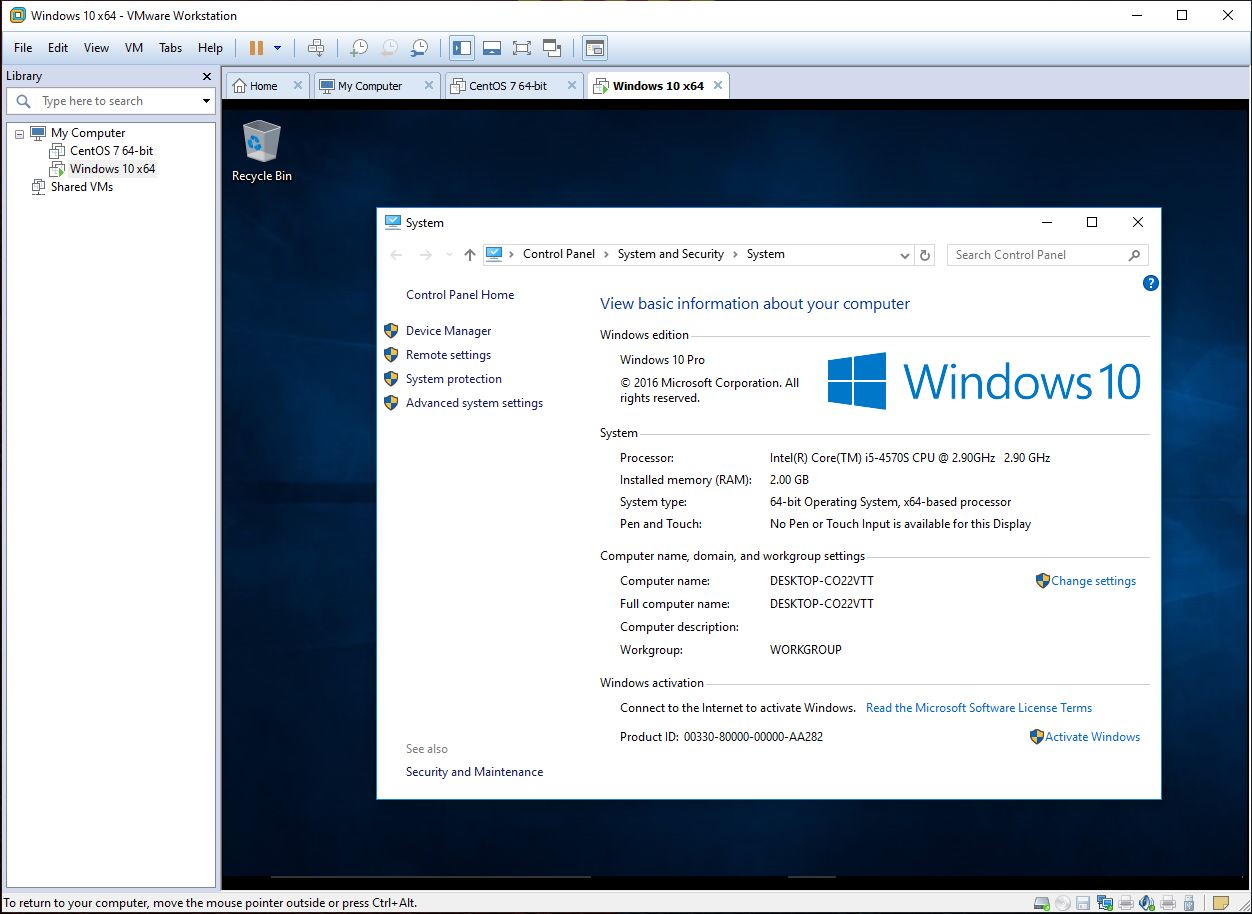 Windows 10 x64 - VMware Workstation
File Edit View VM Tabs Help
Library
Type here to search
My Computer
CentOS 7 64-bit
Windows 10 x64
Shared VMs
Home My Computer CentOS 7 64-bit Windows 10 x64
Recycle Bin
System
Control Panel System and Security System
Search Control Panel
Control Panel Home
Device Manager
Remote settings
System protection
Advanced system settings
See also
Security and Maintenance
?
View basic information about your computer
Windows edition
Windows 10 Pro
© 2016 Microsoft Corporation. All
rights reserved.
Windows 10
System
Processor: Intel(R) Core(TM) i5-4570S CPU @ 2.90GHz 2.90 GHz
Installed memory (RAM): 2.00 GB
System type: 64-bit Operating System, x64-based processor
Pen and Touch: No Pen or Touch Input is available for this Display
Computer name, domain, and workgroup settings
Computer name: DESKTOP-CO22VTT Change settings
Full computer name: DESKTOP-CO22VTT
Computer description:
Workgroup: WORKGROUP
Windows activation
Connect to the Internet to activate Windows. Read the Microsoft Software License Terms
Product ID: 00330-80000-00000-AA282 Activate Windows
To return to your computer, move the mouse pointer outside or press Ctrl+Alt.